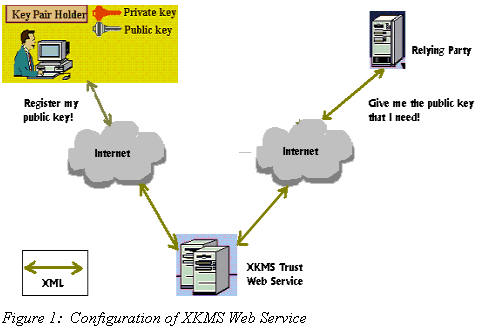 Key Pair Holder
Private key
Public key
Relying Party
Register my
public key!
Give me the public key
that I need!
Internet
Internet
XKMS Trust
Web Service
XML
Figure 1: Configuration of XKMS Web Service